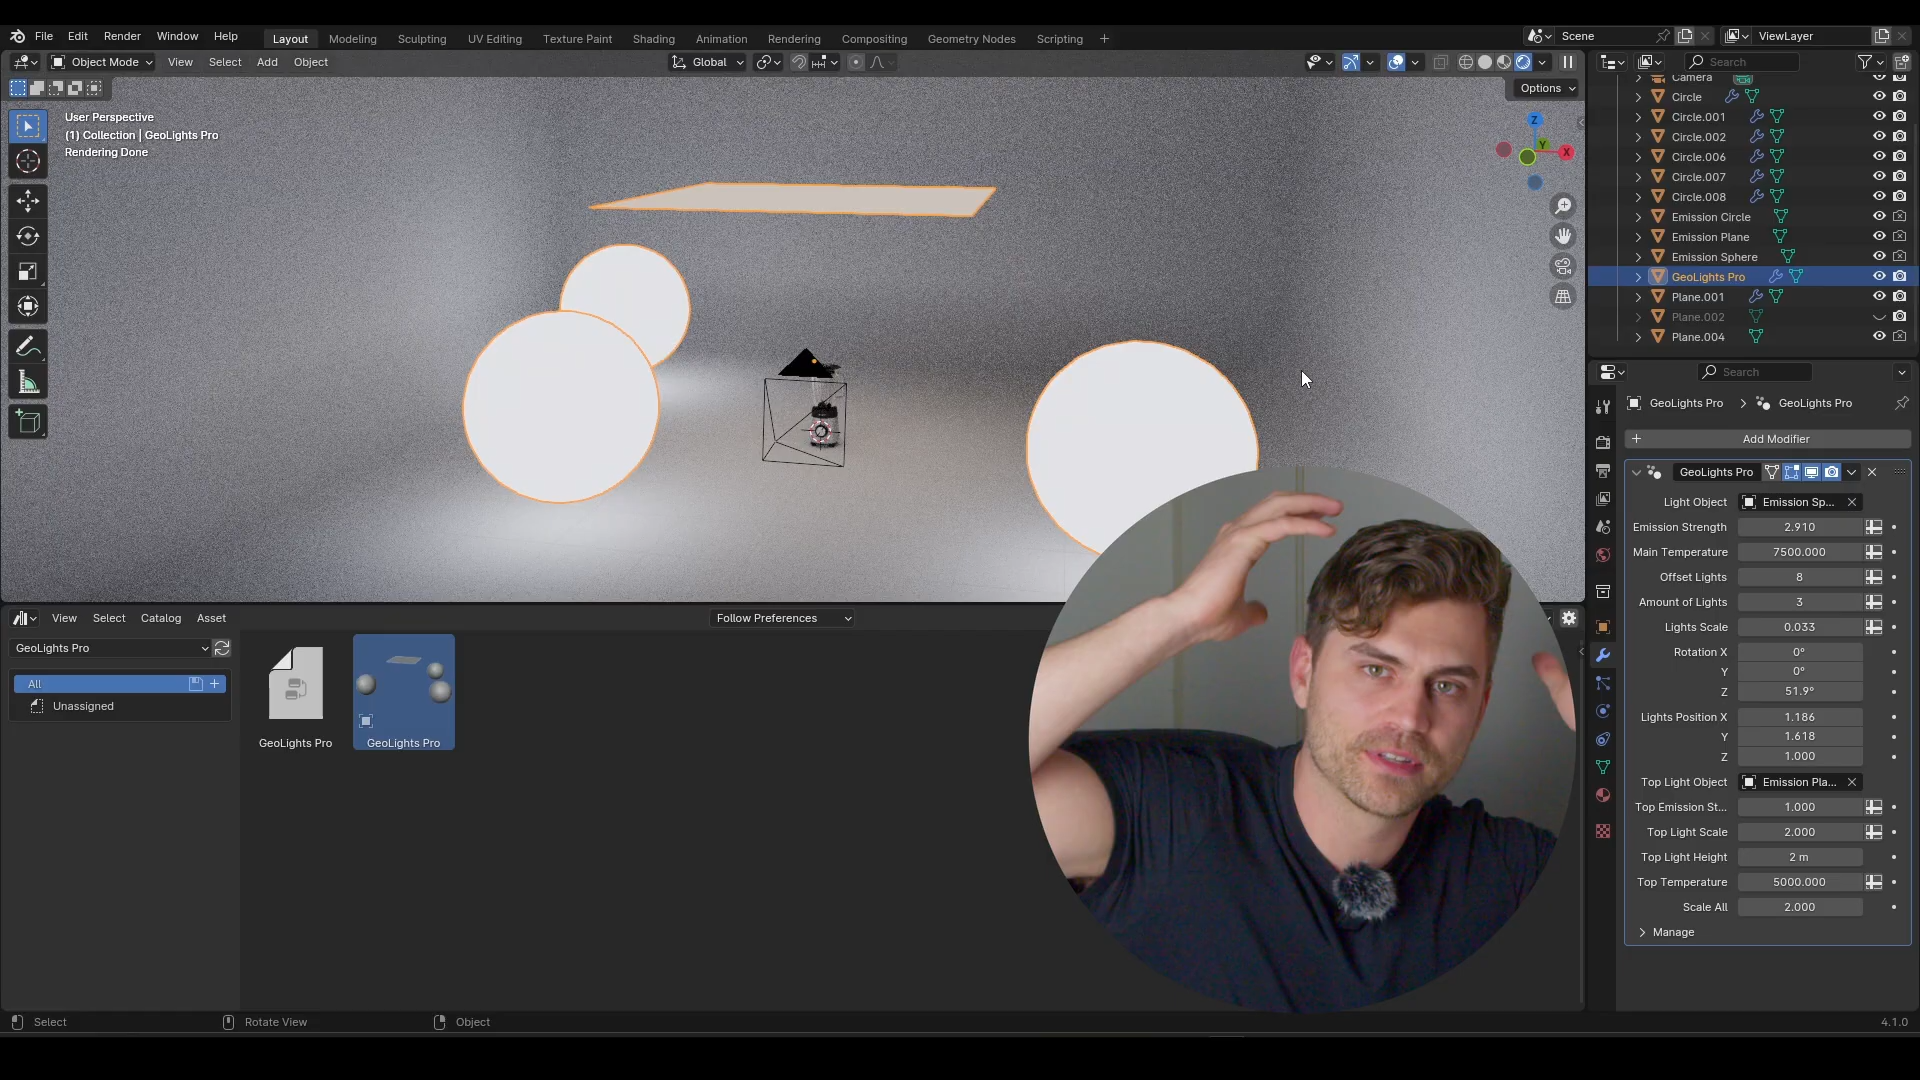 File Edit Render Window Help Layout Modeling Sculpting UV Editing Texture Paint Shading Animation Rendering Compositing Geometry Nodes Scripting + Scene ViewLayer
Object Mode View Select Add Object Global Search
Options
User Perspective
(1) Collection | GeoLights Pro
Rendering Done
Z
Y
X
Camera
Circle
Circle.001
Circle.002
Circle.006
Circle.007
Circle.008
Emission Circle
Emission Plane
Emission Sphere
GeoLights Pro
Plane.001
Plane.002
Plane.004
Search
GeoLights Pro > GeoLights Pro
+ Add Modifier
GeoLights Pro
Light Object Emission Sp...
Emission Strength 2.910
Main Temperature 7500.000
Offset Lights 8
Amount of Lights 3
Lights Scale 0.033
Rotation X 0°
Y 0°
Z 51.9°
Lights Position X 1.186
Y 1.618
Z 1.000
Top Light Object Emission Pla...
Top Emission St... 1.000
Top Light Scale 2.000
Top Light Height 2 m
Top Temperature 5000.000
Scale All 2.000
Manage
View Select Catalog Asset Follow Preferences
GeoLights Pro
All
Unassigned
GeoLights Pro
GeoLights Pro
Select Rotate View Object 4.1.0